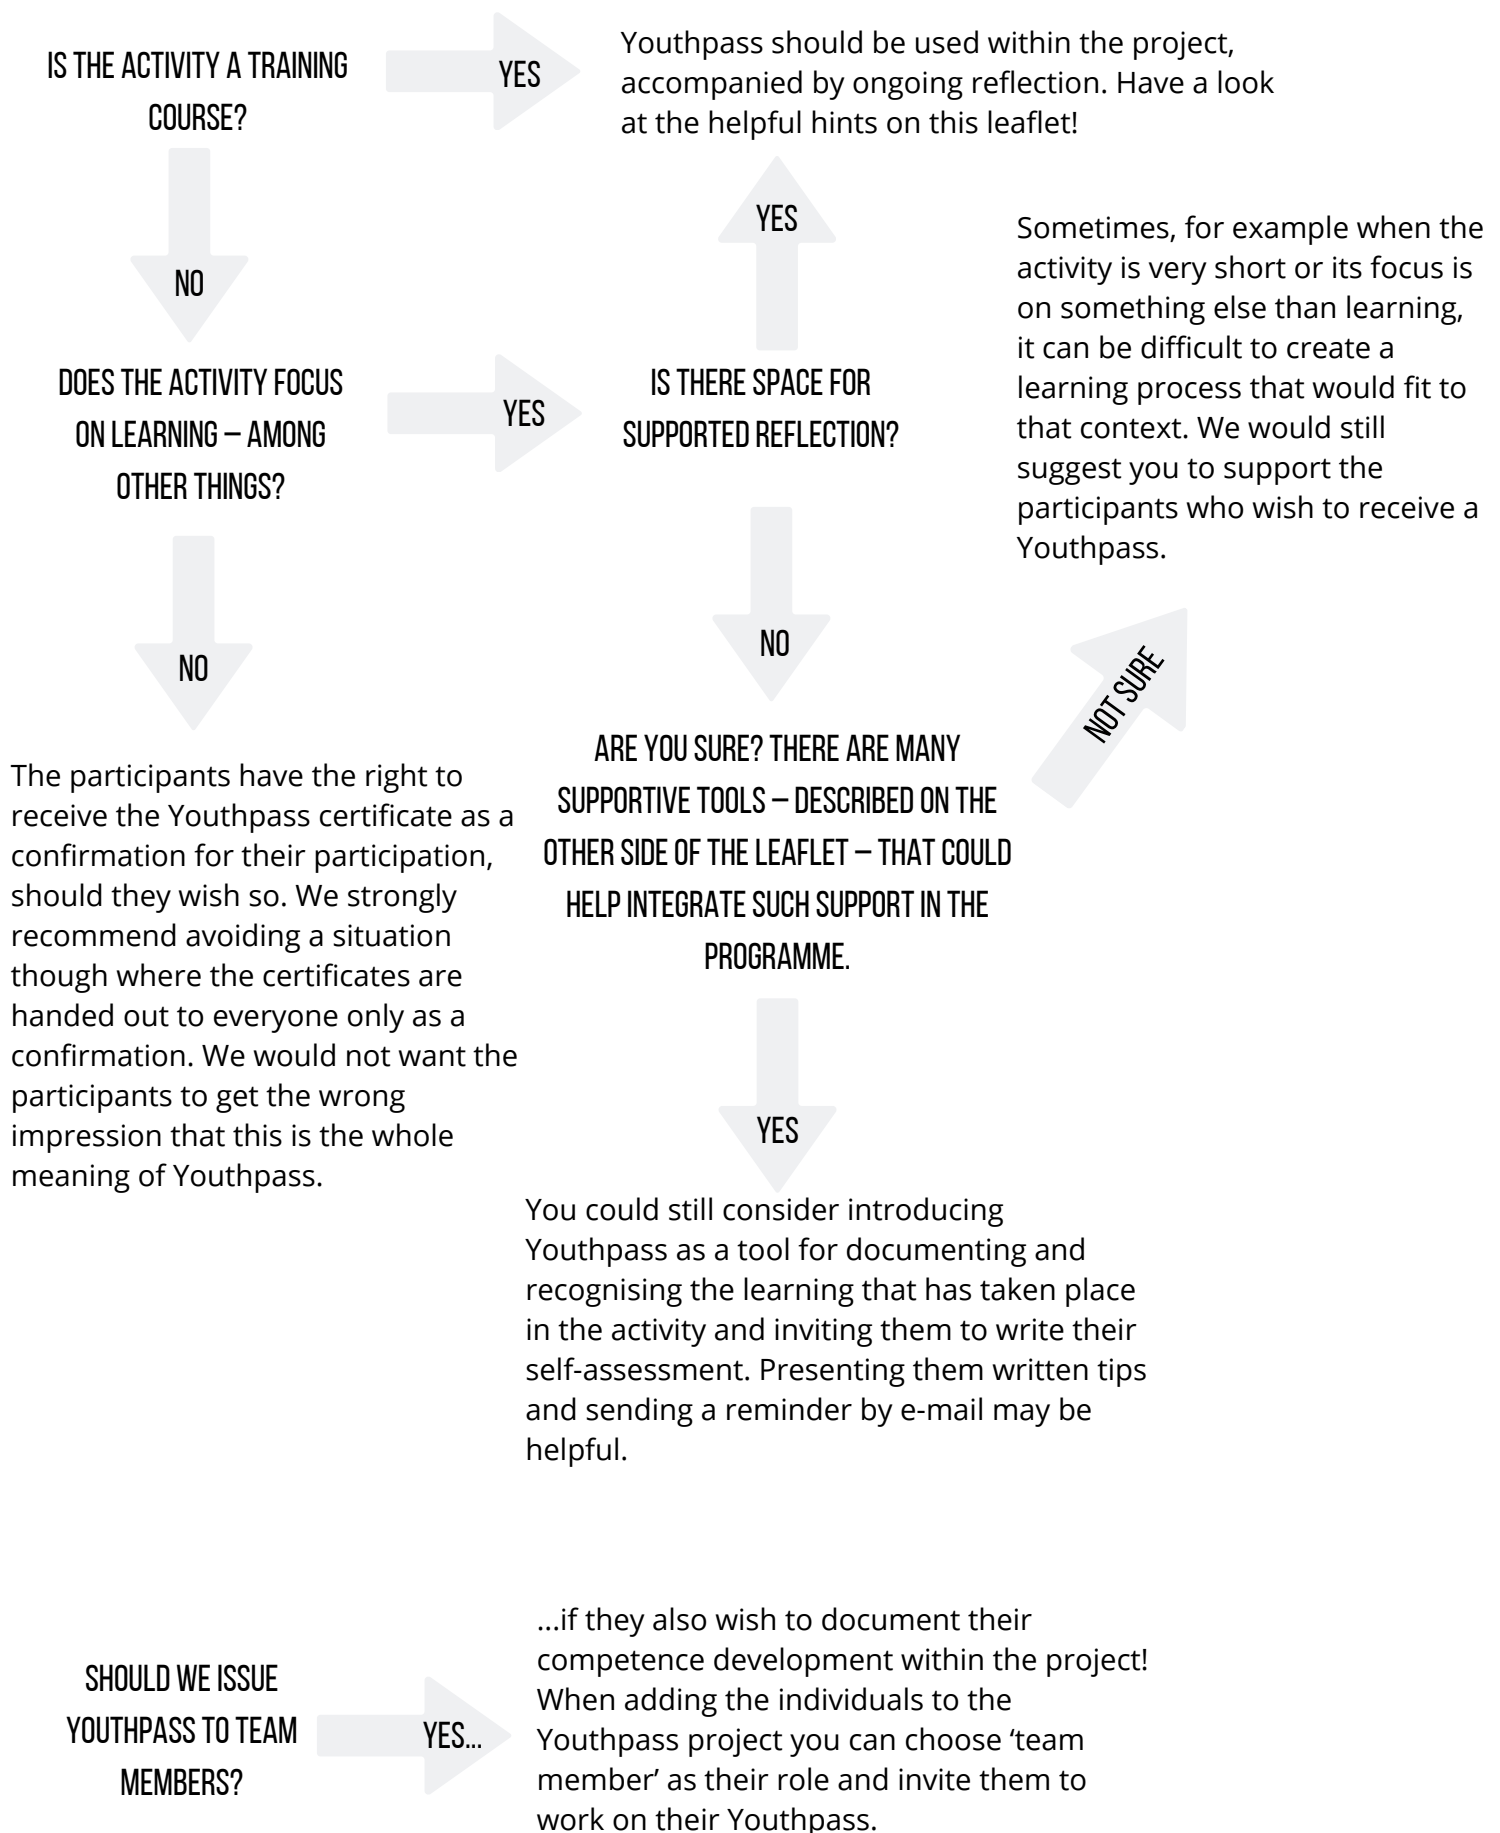 IS THE ACTIVITY A TRAINING
COURSE?
YES
Youthpass should be used within the project,
accompanied by ongoing reflection. Have a look
at the helpful hints on this leaflet!
NO
YES
Sometimes, for example when the
activity is very short or its focus is
on something else than learning,
it can be difficult to create a
learning process that would fit to
that context. We would still
suggest you to support the
participants who wish to receive a
Youthpass.
DOES THE ACTIVITY FOCUS
ON LEARNING – AMONG
OTHER THINGS?
YES
IS THERE SPACE FOR
SUPPORTED REFLECTION?
NO
NO
NOT SURE
The participants have the right to
receive the Youthpass certificate as a
confirmation for their participation,
should they wish so. We strongly
recommend avoiding a situation
though where the certificates are
handed out to everyone only as a
confirmation. We would not want the
participants to get the wrong
impression that this is the whole
meaning of Youthpass.
ARE YOU SURE? THERE ARE MANY
SUPPORTIVE TOOLS – DESCRIBED ON THE
OTHER SIDE OF THE LEAFLET – THAT COULD
HELP INTEGRATE SUCH SUPPORT IN THE
PROGRAMME.
YES
You could still consider introducing
Youthpass as a tool for documenting and
recognising the learning that has taken place
in the activity and inviting them to write their
self-assessment. Presenting them written tips
and sending a reminder by e-mail may be
helpful.
SHOULD WE ISSUE
YOUTHPASS TO TEAM
MEMBERS?
YES...
...if they also wish to document their
competence development within the project!
When adding the individuals to the
Youthpass project you can choose ‘team
member’ as their role and invite them to
work on their Youthpass.